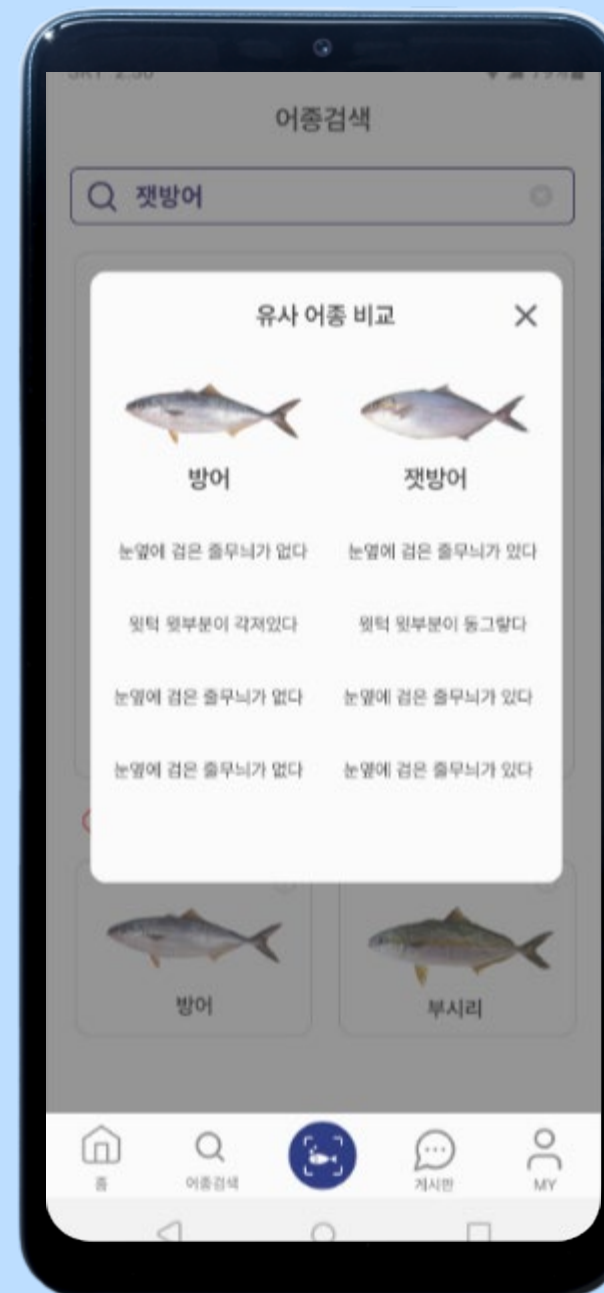 어종검색
잿방어
유사 어종 비교
방어 잿방어
눈옆에 검은 줄무늬가 없다 눈옆에 검은 줄무늬가 있다
윗턱 윗부분이 각져있다 윗턱 윗부분이 동그랗다
눈옆에 검은 줄무늬가 없다 눈옆에 검은 줄무늬가 있다
눈옆에 검은 줄무늬가 없다 눈옆에 검은 줄무늬가 있다
방어 부시리
홈 어종검색 게시판 MY